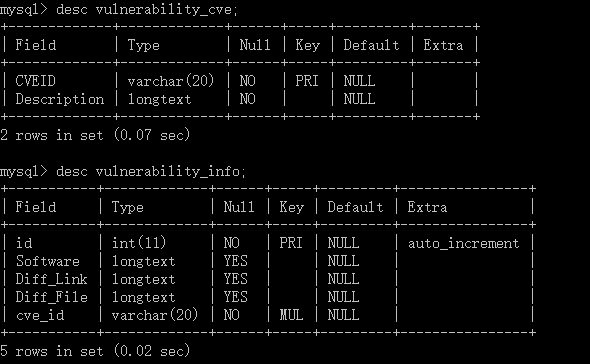 mysql> desc vulnerability_cve;
+-------------+-------------+------+-----+---------+-------+
| Field       | Type        | Null | Key | Default | Extra |
+-------------+-------------+------+-----+---------+-------+
| CVEID       | varchar(20) | NO   | PRI | NULL    |       |
| Description | longtext    | NO   |     | NULL    |       |
+-------------+-------------+------+-----+---------+-------+
2 rows in set (0.07 sec)
mysql> desc vulnerability_info;
+-----------+-------------+------+-----+---------+----------------+
| Field     | Type        | Null | Key | Default | Extra          |
+-----------+-------------+------+-----+---------+----------------+
| id        | int(11)     | NO   | PRI | NULL    | auto_increment |
| Software  | longtext    | YES  |     | NULL    |                |
| Diff_Link | longtext    | YES  |     | NULL    |                |
| Diff_File | longtext    | YES  |     | NULL    |                |
| cve_id    | varchar(20) | NO   | MUL | NULL    |                |
+-----------+-------------+------+-----+---------+----------------+
5 rows in set (0.02 sec)